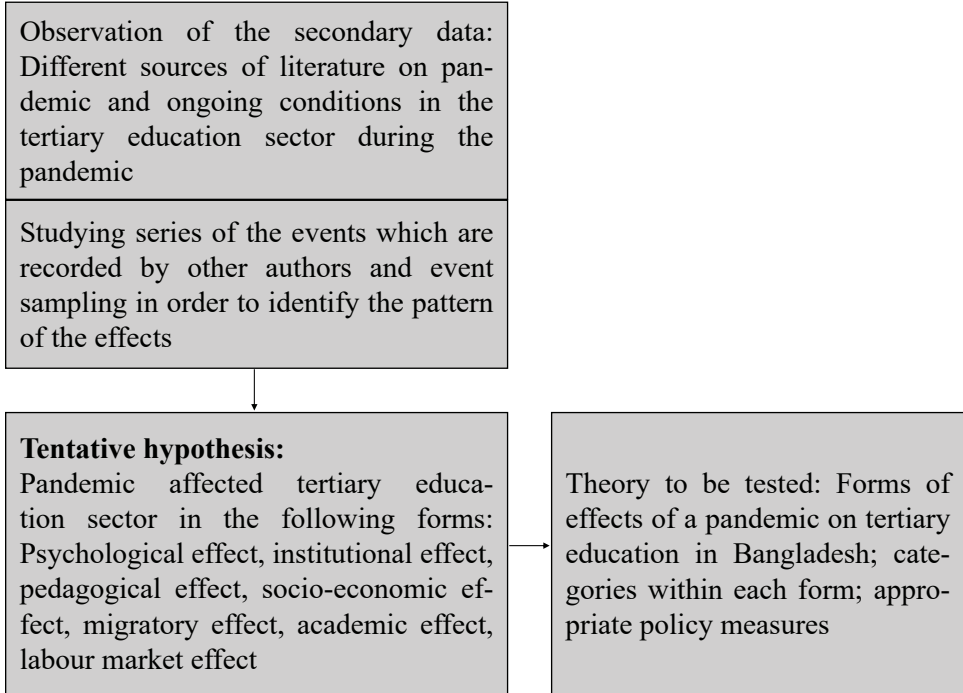 Observation of the secondary data:
Different sources of literature on pan-
demic and ongoing conditions in the
tertiary education sector during the
pandemic
Studying series of the events which are
recorded by other authors and event
sampling in order to identify the pattern
of the effects
Tentative hypothesis:
Pandemic affected tertiary educa-
tion sector in the following forms:
Psychological effect, institutional effect,
pedagogical effect, socio-economic ef-
fect, migratory effect, academic effect,
labour market effect
Theory to be tested: Forms of
effects of a pandemic on tertiary
education in Bangladesh; cate-
gories within each form; appro-
priate policy measures